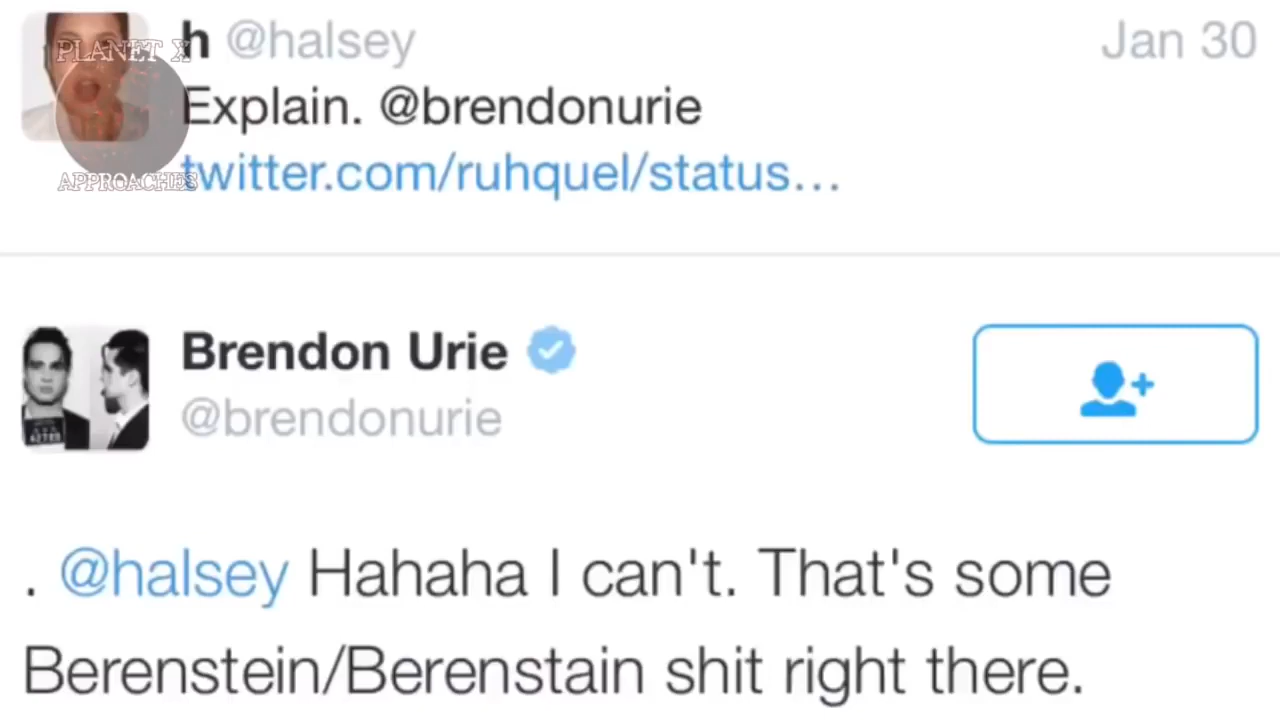 PLANET X
h @halsey Jan 30
Explain. @brendonurie
twitter.com/ruhquel/status...
APPROACHES
Brendon Urie
@brendonurie
. @halsey Hahaha I can't. That's some
Berenstein/Berenstain shit right there.